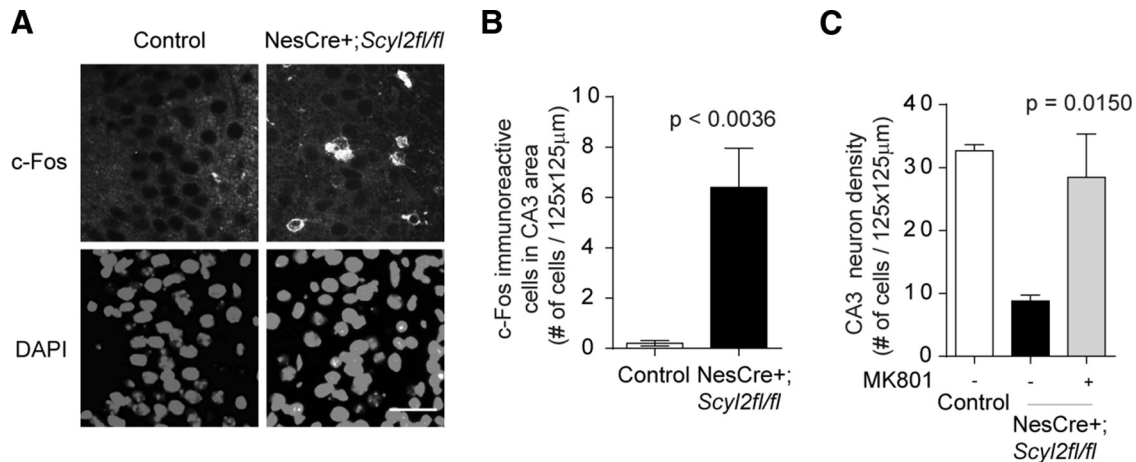 A
Control
NesCre+;Scyl2fl/fl
c-Fos
DAPI
B
c-Fos immunoreactive
cells in CA3 area
(# of cells / 125x125µm)
10
8
6
4
2
0
p < 0.0036
Control NesCre+;
Scyl2fl/fl
C
CA3 neuron density
(# of cells / 125x125µm)
40
30
20
10
0
p = 0.0150
MK801 - - +
Control
NesCre+;
Scyl2fl/fl